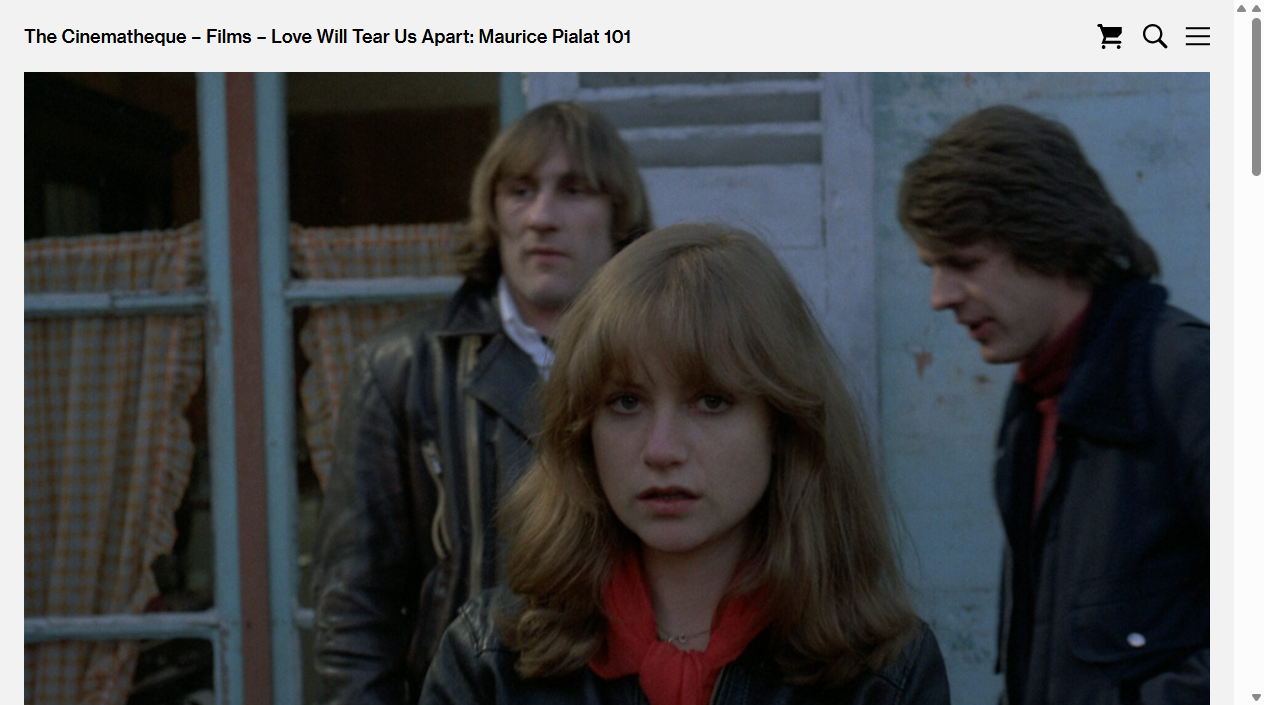 The Cinematheque – Films – Love Will Tear Us Apart: Maurice Pialat 101